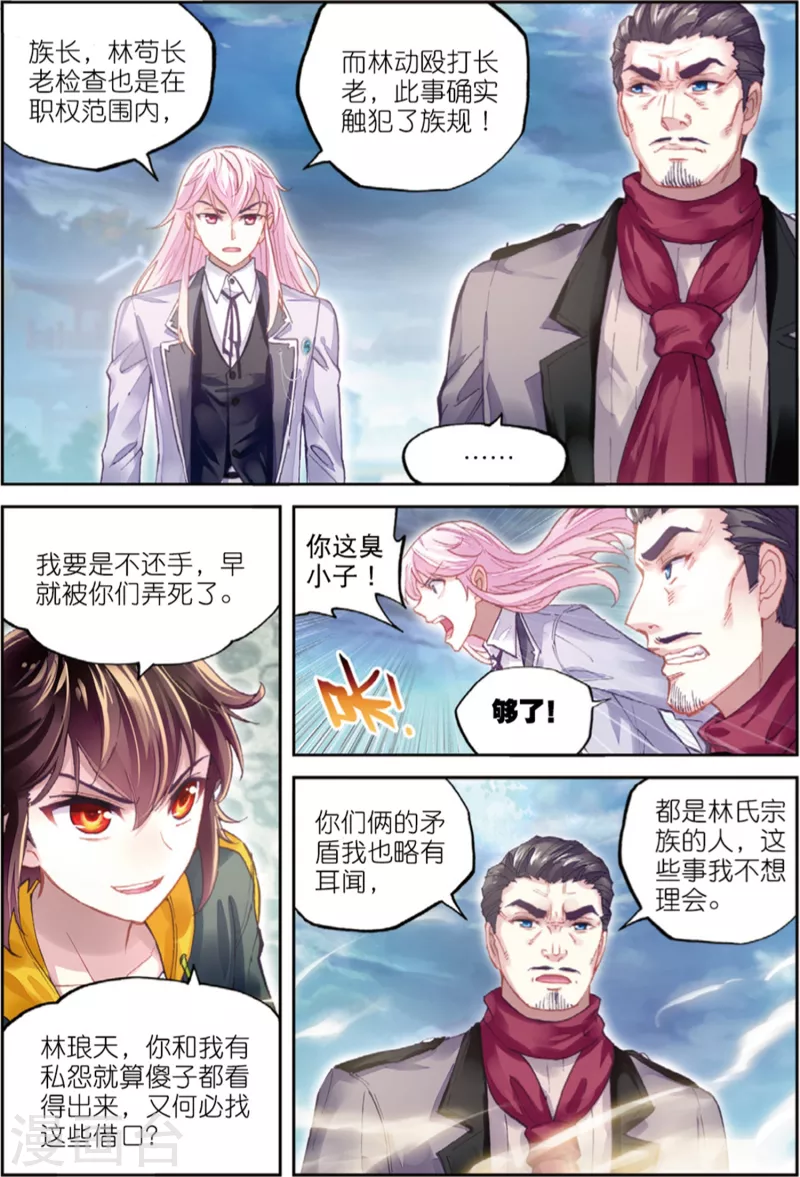 族长，林苟长
老检查也是在
职权范围内，
而林动殴打长
老，此事确实
触犯了族规！
……
我要是不还手，早
就被你们弄死了。
林琅天，你和我有
私怨就算傻子都看
得出来，又何必找
这些借口？
你这臭
小子！
够了！
你们俩的矛
盾我也略有
耳闻，
都是林氏宗
族的人，这
些事我不想
理会。
漫画台